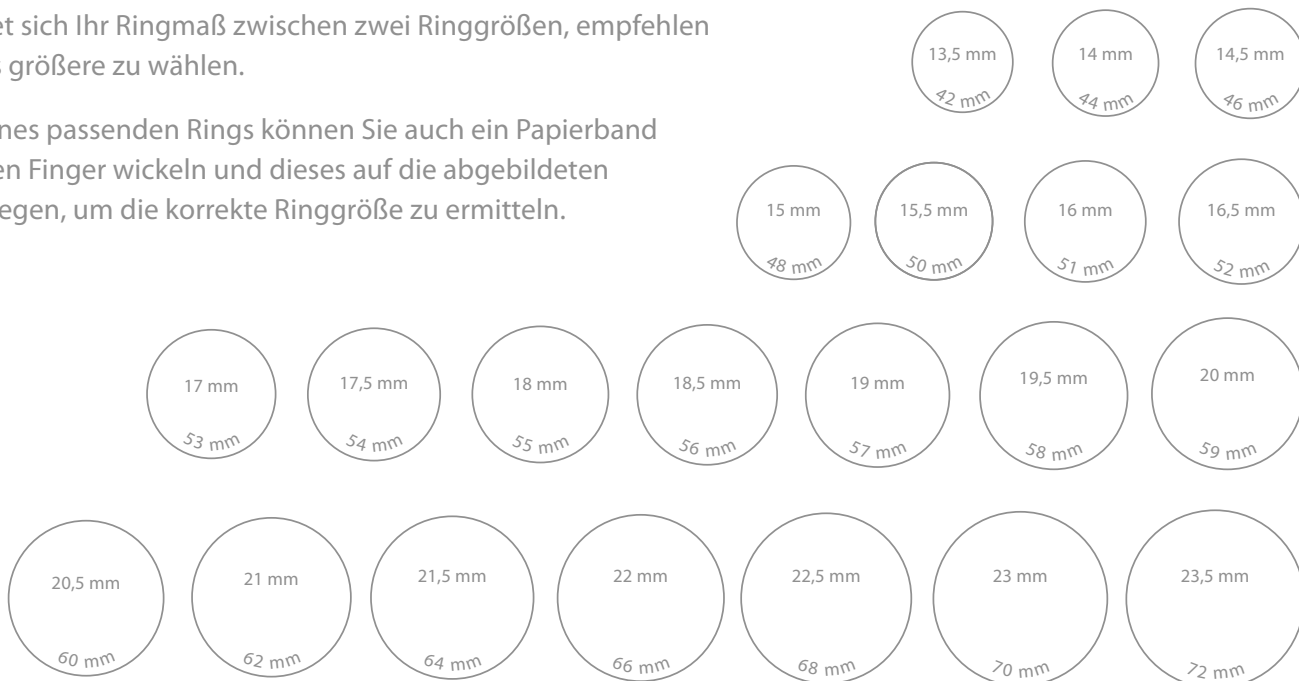 et sich Ihr Ringmaß zwischen zwei Ringgrößen, empfehlen
s größere zu wählen.
nes passenden Rings können Sie auch ein Papierband
en Finger wickeln und dieses auf die abgebildeten
egen, um die korrekte Ringgröße zu ermitteln.
13,5 mm 14 mm 14,5 mm
42 mm 44 mm 46 mm
15 mm 15,5 mm 16 mm 16,5 mm
48 mm 50 mm 51 mm 52 mm
17 mm 17,5 mm 18 mm 18,5 mm 19 mm 19,5 mm 20 mm
53 mm 54 mm 55 mm 56 mm 57 mm 58 mm 59 mm
20,5 mm 21 mm 21,5 mm 22 mm 22,5 mm 23 mm 23,5 mm
60 mm 62 mm 64 mm 66 mm 68 mm 70 mm 72 mm